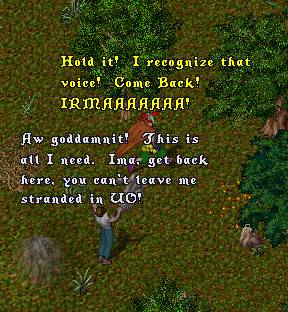 Hold it! I recognize that
voice! Come Back!
IRMAAAAAAA!
Aw goddamnit! This is
all I need. Ima, get back
here, you can't leave me
stranded in UO!